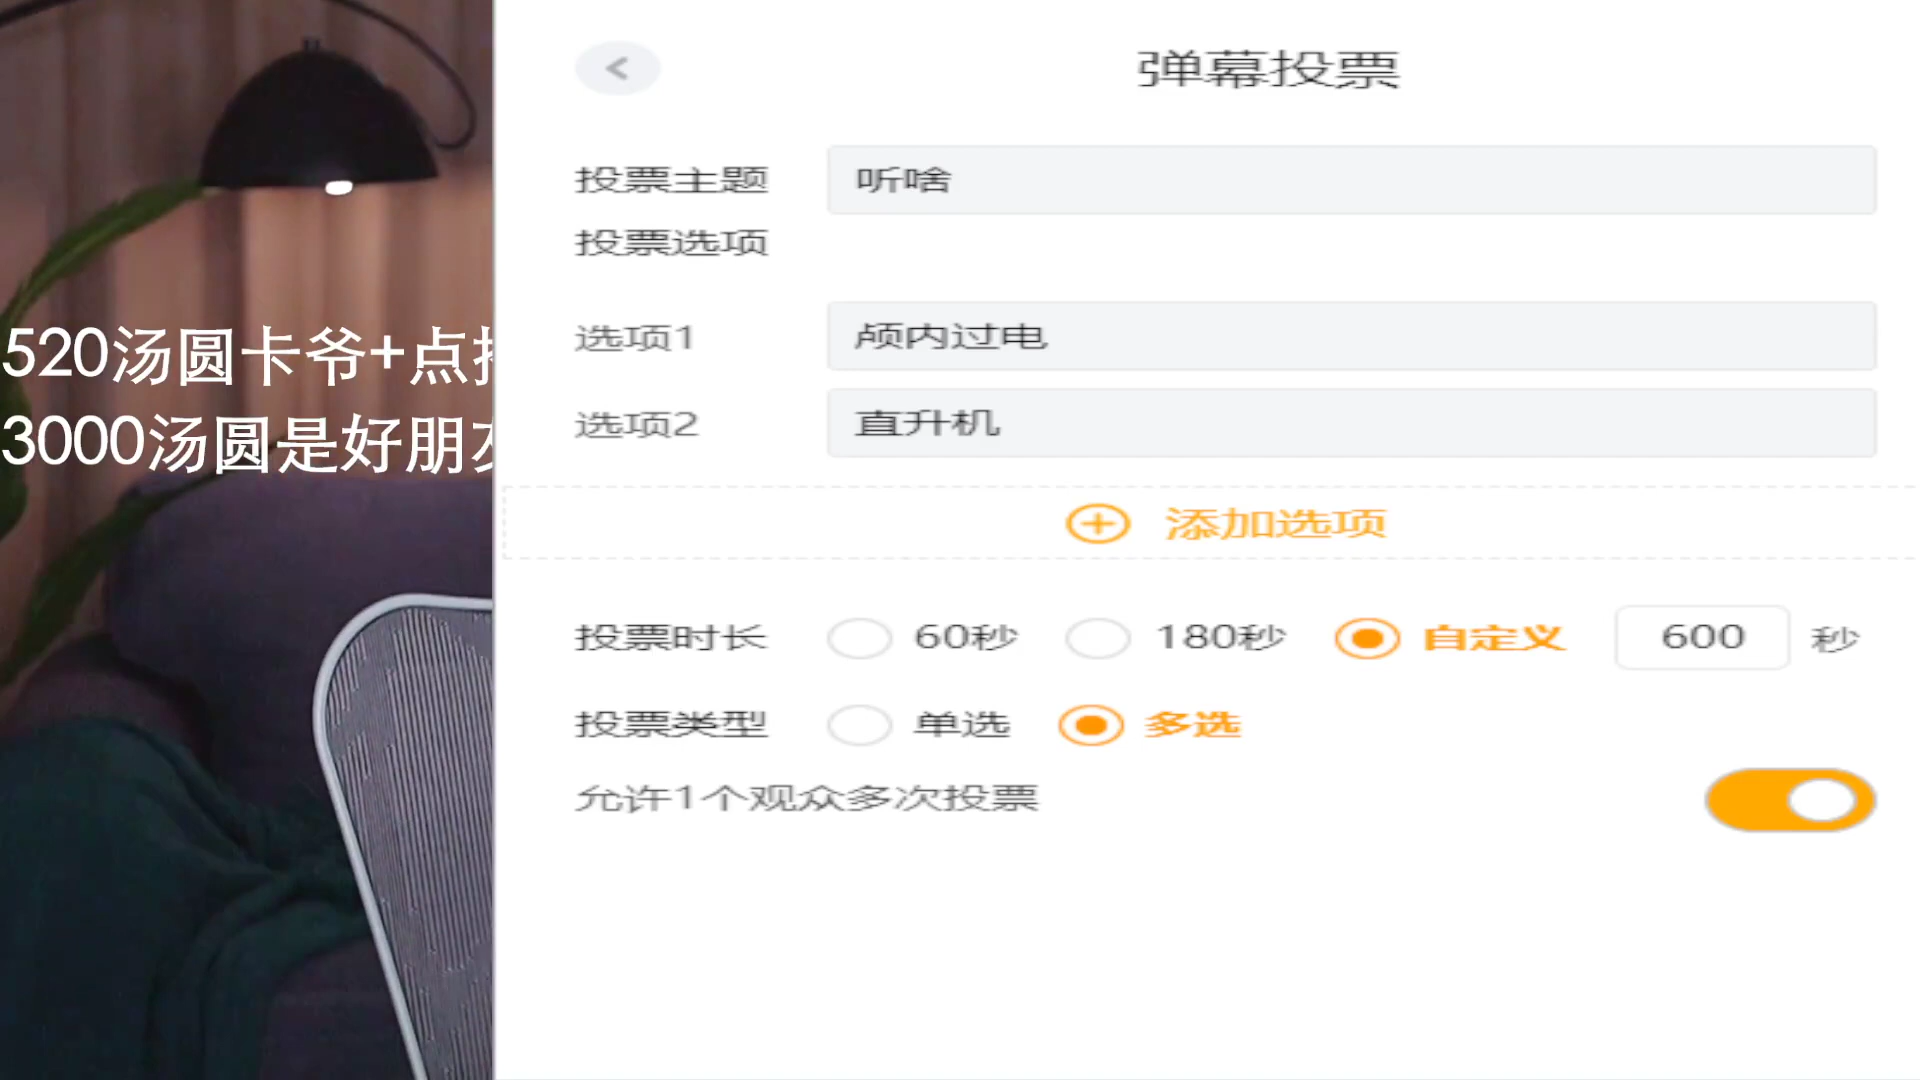 520汤圆卡爷+点
3000汤圆是好朋友
弹幕投票
投票主题 听啥
投票选项
选项1 颅内过电
选项2 直升机
添加选项
投票时长 60秒 180秒 自定义 600 秒
投票类型 单选 多选
允许1个观众多次投票